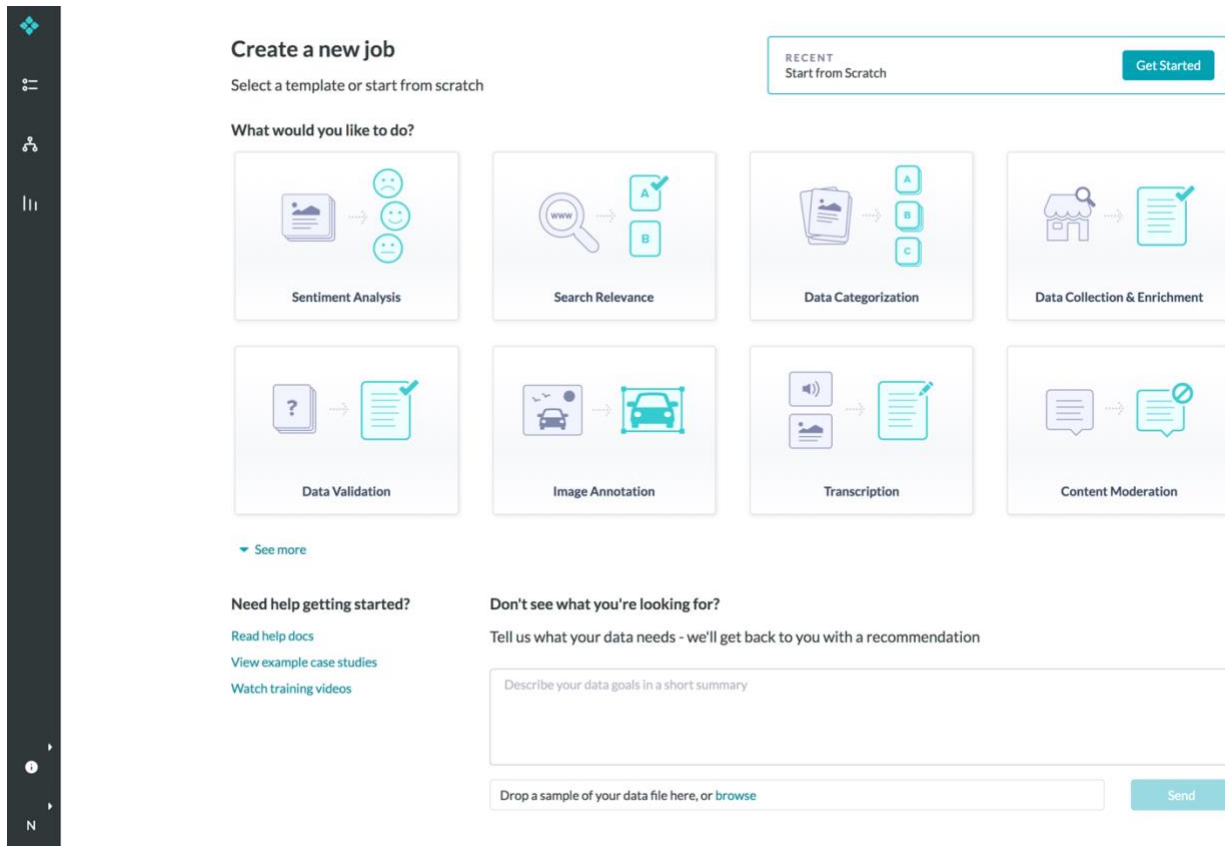 Create a new job
Select a template or start from scratch
RECENT
Start from Scratch
Get Started
What would you like to do?
WWW
A
B
A
B
C
Sentiment Analysis
Search Relevance
Data Categorization
Data Collection & Enrichment
?
Data Validation
Image Annotation
Transcription
Content Moderation
See more
Need help getting started?
Read help docs
View example case studies
Watch training videos
Don't see what you're looking for?
Tell us what your data needs - we'll get back to you with a recommendation
Describe your data goals in a short summary
Drop a sample of your data file here, or browse
Send
N